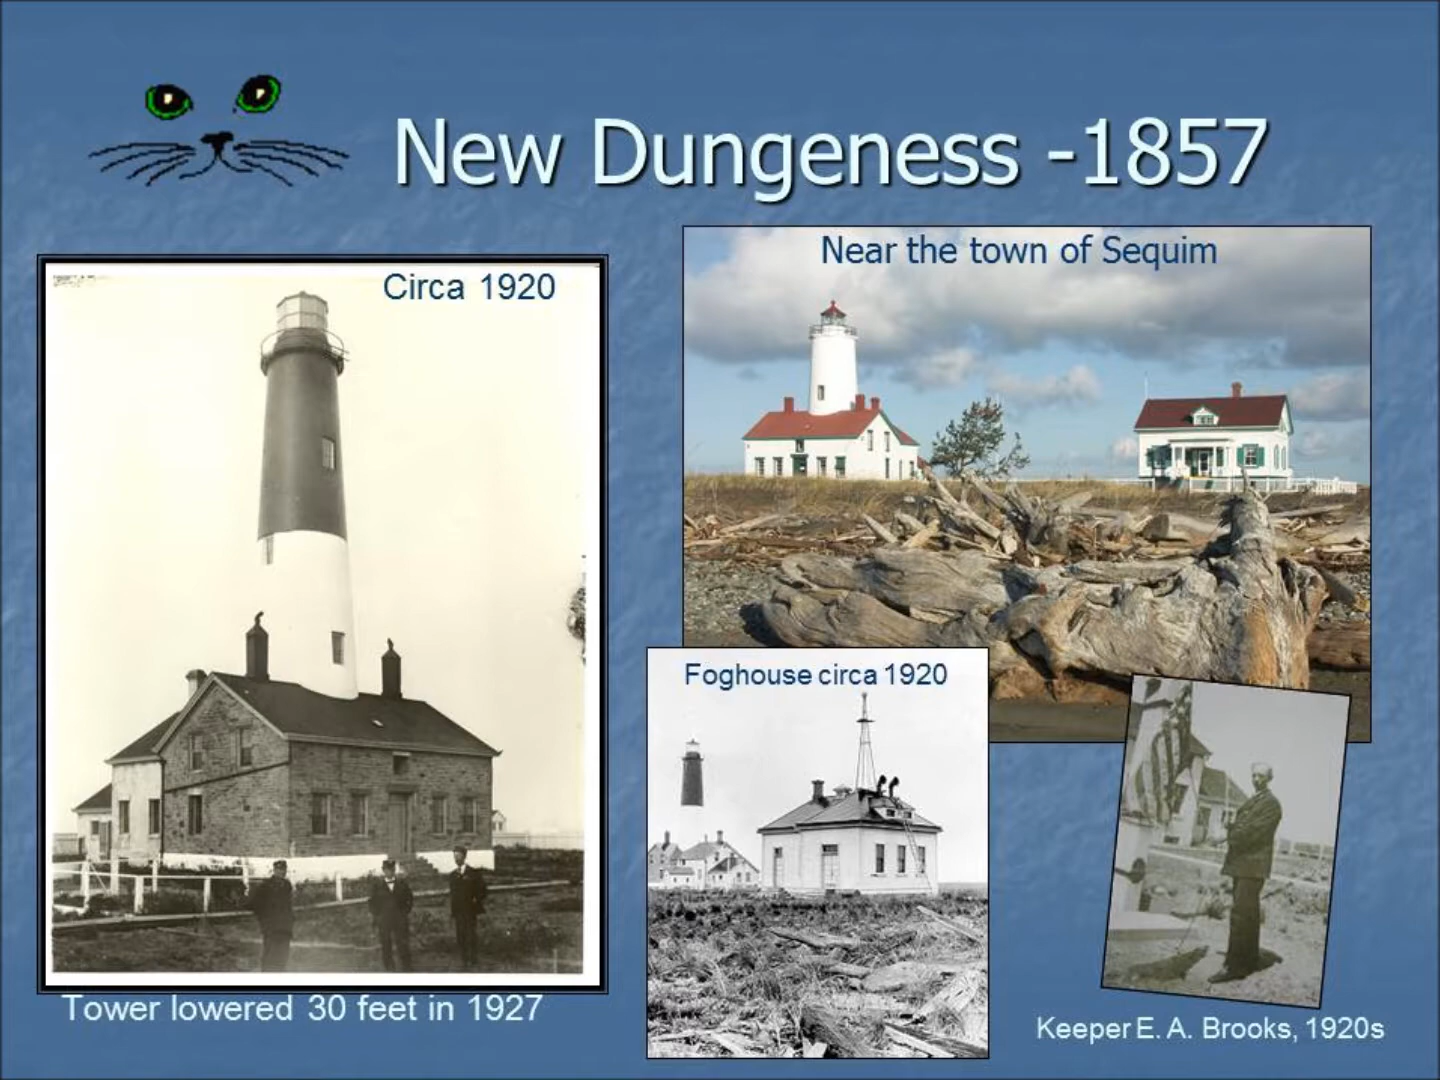 New Dungeness -1857
Circa 1920
Near the town of Sequim
Foghouse circa 1920
Tower lowered 30 feet in 1927
Keeper E. A. Brooks, 1920s